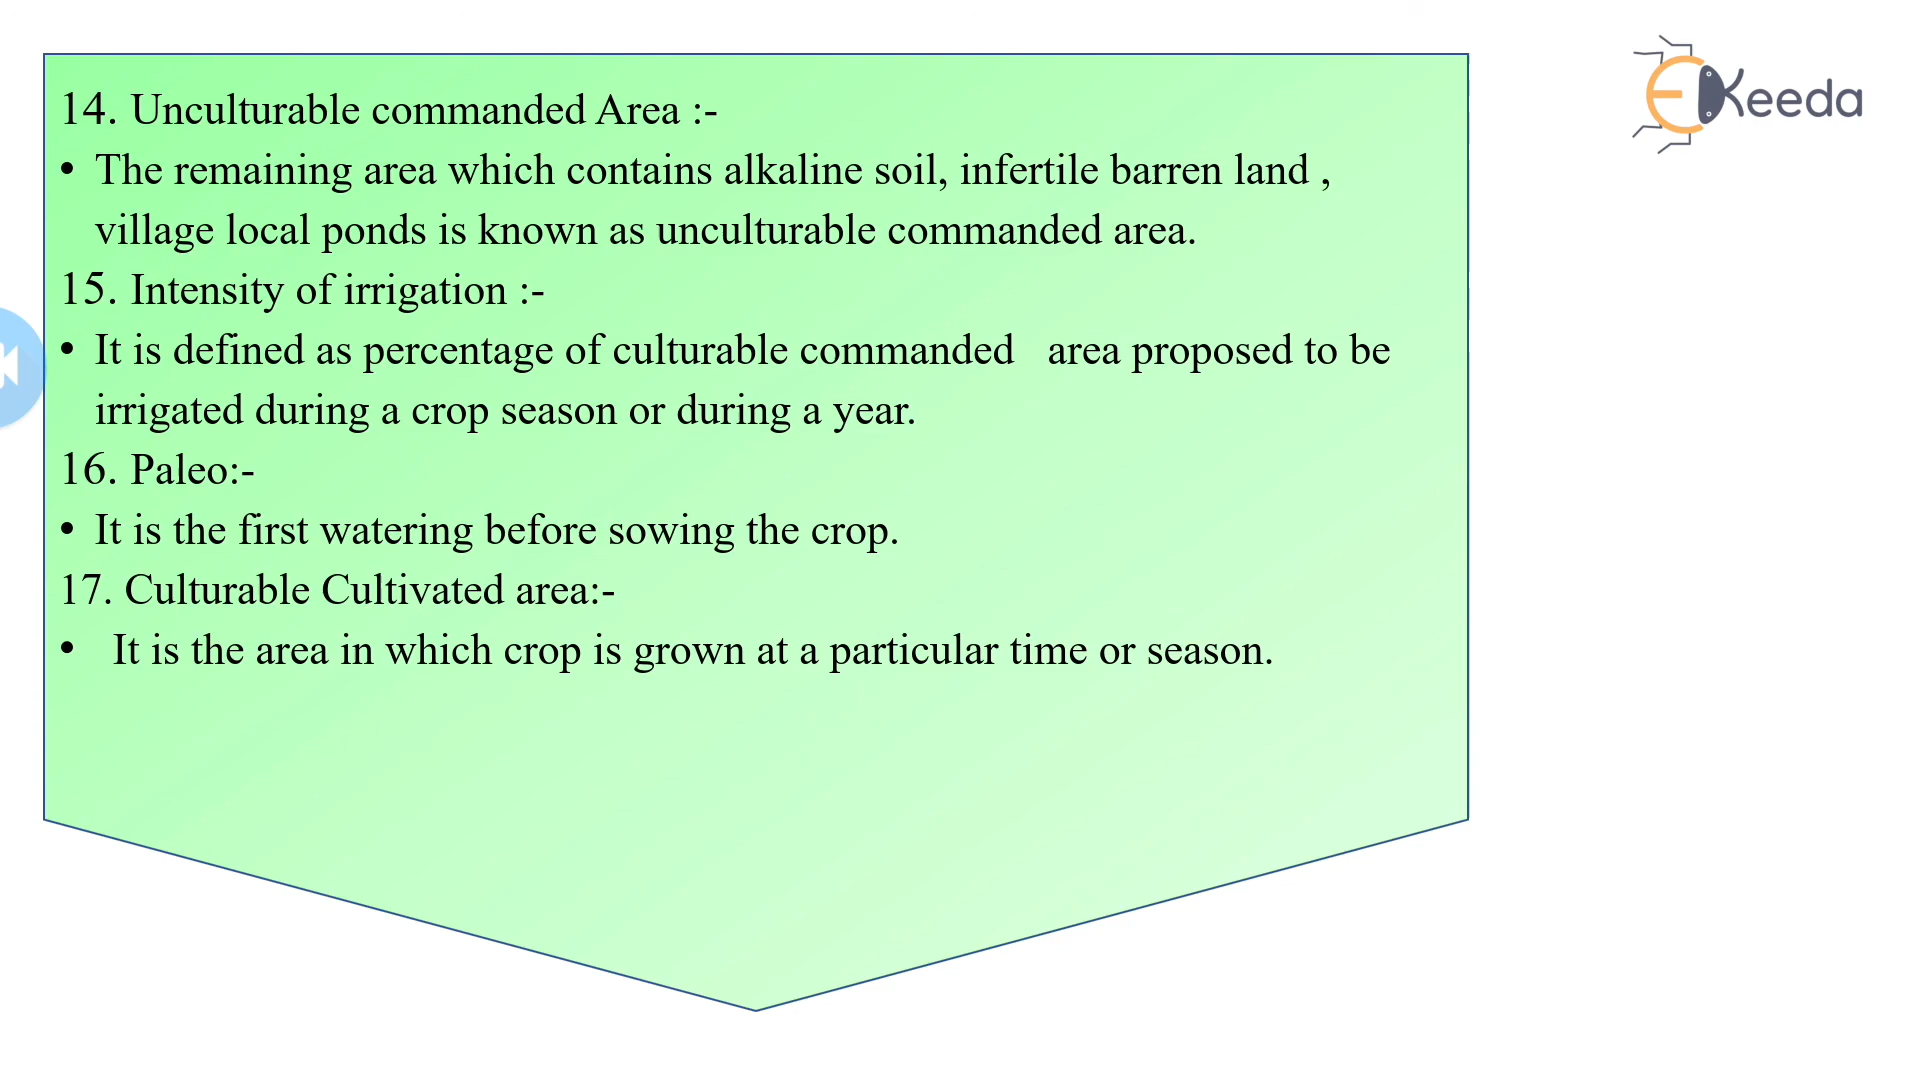 14. Unculturable commanded Area :-
• The remaining area which contains alkaline soil, infertile barren land ,
village local ponds is known as unculturable commanded area.
15. Intensity of irrigation :-
• It is defined as percentage of culturable commanded   area proposed to be
irrigated during a crop season or during a year.
16. Paleo:-
• It is the first watering before sowing the crop.
17. Culturable Cultivated area:-
• It is the area in which crop is grown at a particular time or season.
EKeeda